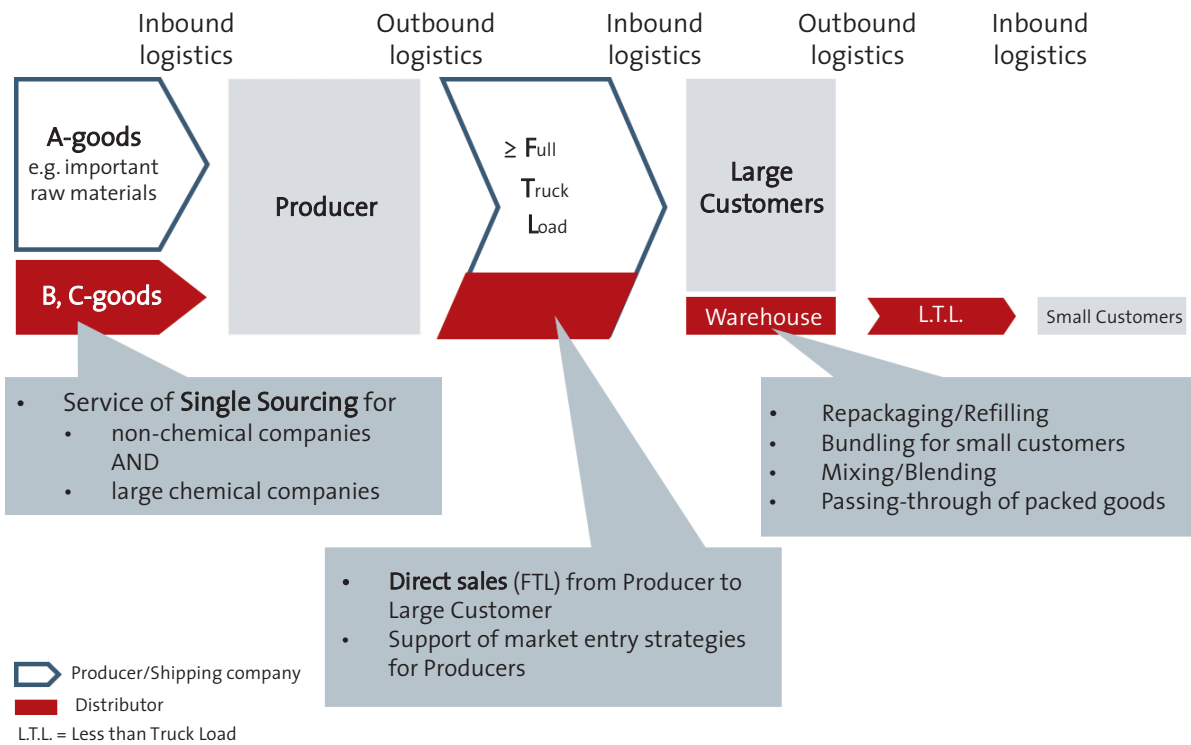 Inbound
logistics
Outbound
logistics
Inbound
logistics
Outbound
logistics
Inbound
logistics
A-goods
e.g. important
raw materials
B, C-goods
Producer
≥ Full
Truck
Load
Large
Customers
Warehouse
L.T.L.
Small Customers
• Service of Single Sourcing for
• non-chemical companies
AND
• large chemical companies
• Direct sales (FTL) from Producer to
Large Customer
• Support of market entry strategies
for Producers
• Repackaging/Refilling
• Bundling for small customers
• Mixing/Blending
• Passing-through of packed goods
Producer/Shipping company
Distributor
L.T.L. = Less than Truck Load